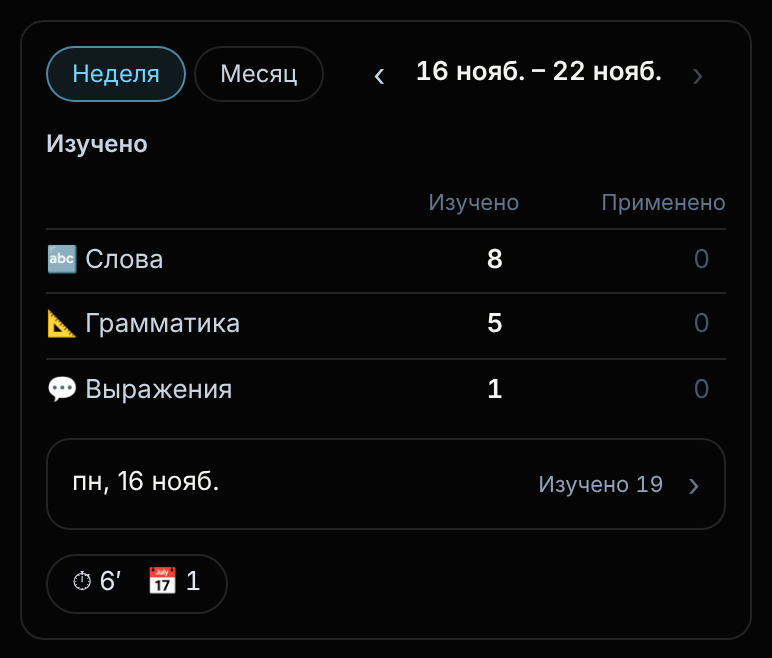 Неделя Месяц ‹ 16 нояб. – 22 нояб. ›
Изучено
Изучено Применено
🔤 Слова 8 0
📐 Грамматика 5 0
💬 Выражения 1 0
пн, 16 нояб. Изучено 19 ›
⏱ 6′ 📅 1